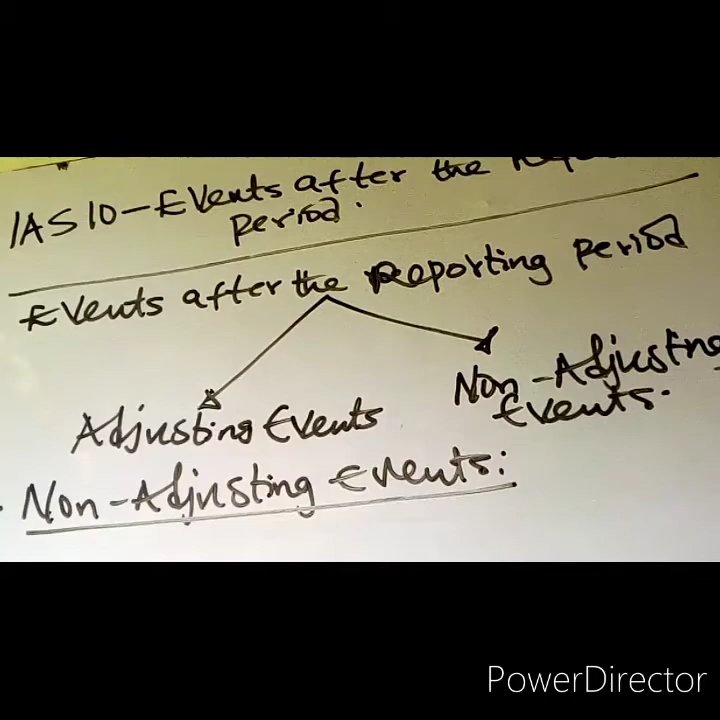 IAS 10-Events after the
period.
Events after the Reporting period
Non-Adjusting
Adjusting Events
Events.
Non-Adjusting Events:
PowerDirector